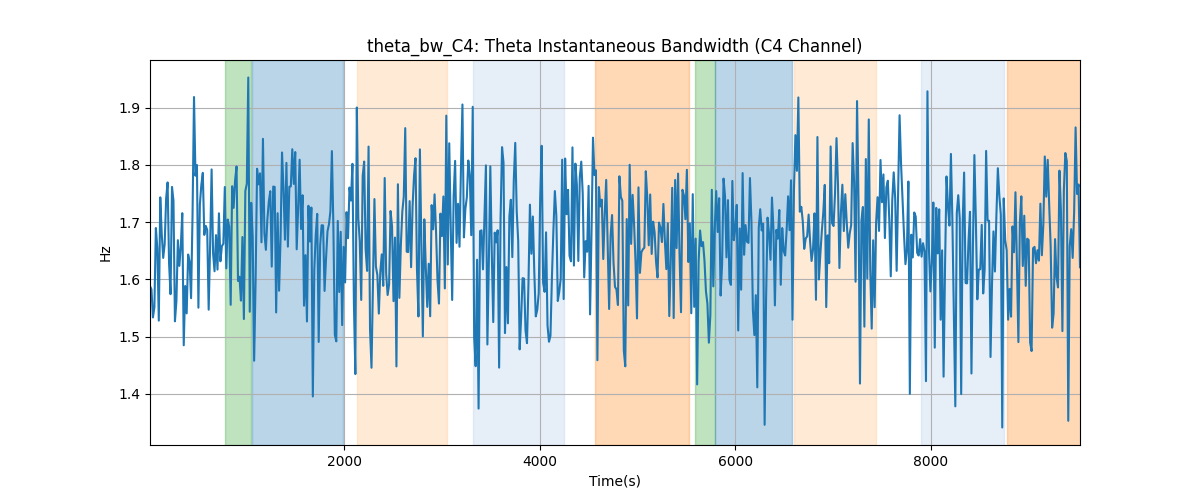 theta_bw_C4: Theta Instantaneous Bandwidth (C4 Channel)
1.9
1.8
1.7
1.6
1.5
1.4
Hz
2000 4000 6000 8000
Time(s)